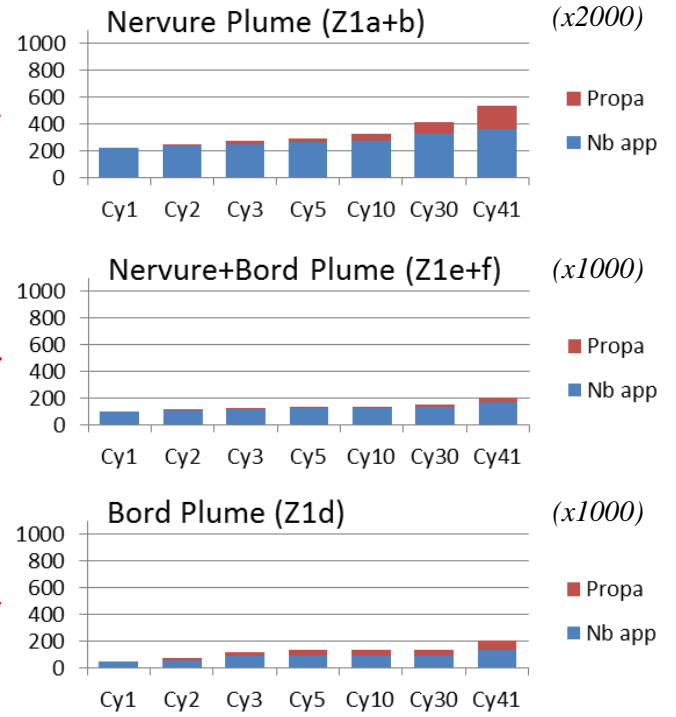 Nervure Plume (Z1a+b) (x2000)
1000
800
600
400
200
0
Propa
Nb app
Cy1 Cy2 Cy3 Cy5 Cy10 Cy30 Cy41
Nervure+Bord Plume (Z1e+f) (x1000)
1000
800
600
400
200
0
Propa
Nb app
Cy1 Cy2 Cy3 Cy5 Cy10 Cy30 Cy41
Bord Plume (Z1d) (x1000)
1000
800
600
400
200
0
Propa
Nb app
Cy1 Cy2 Cy3 Cy5 Cy10 Cy30 Cy41